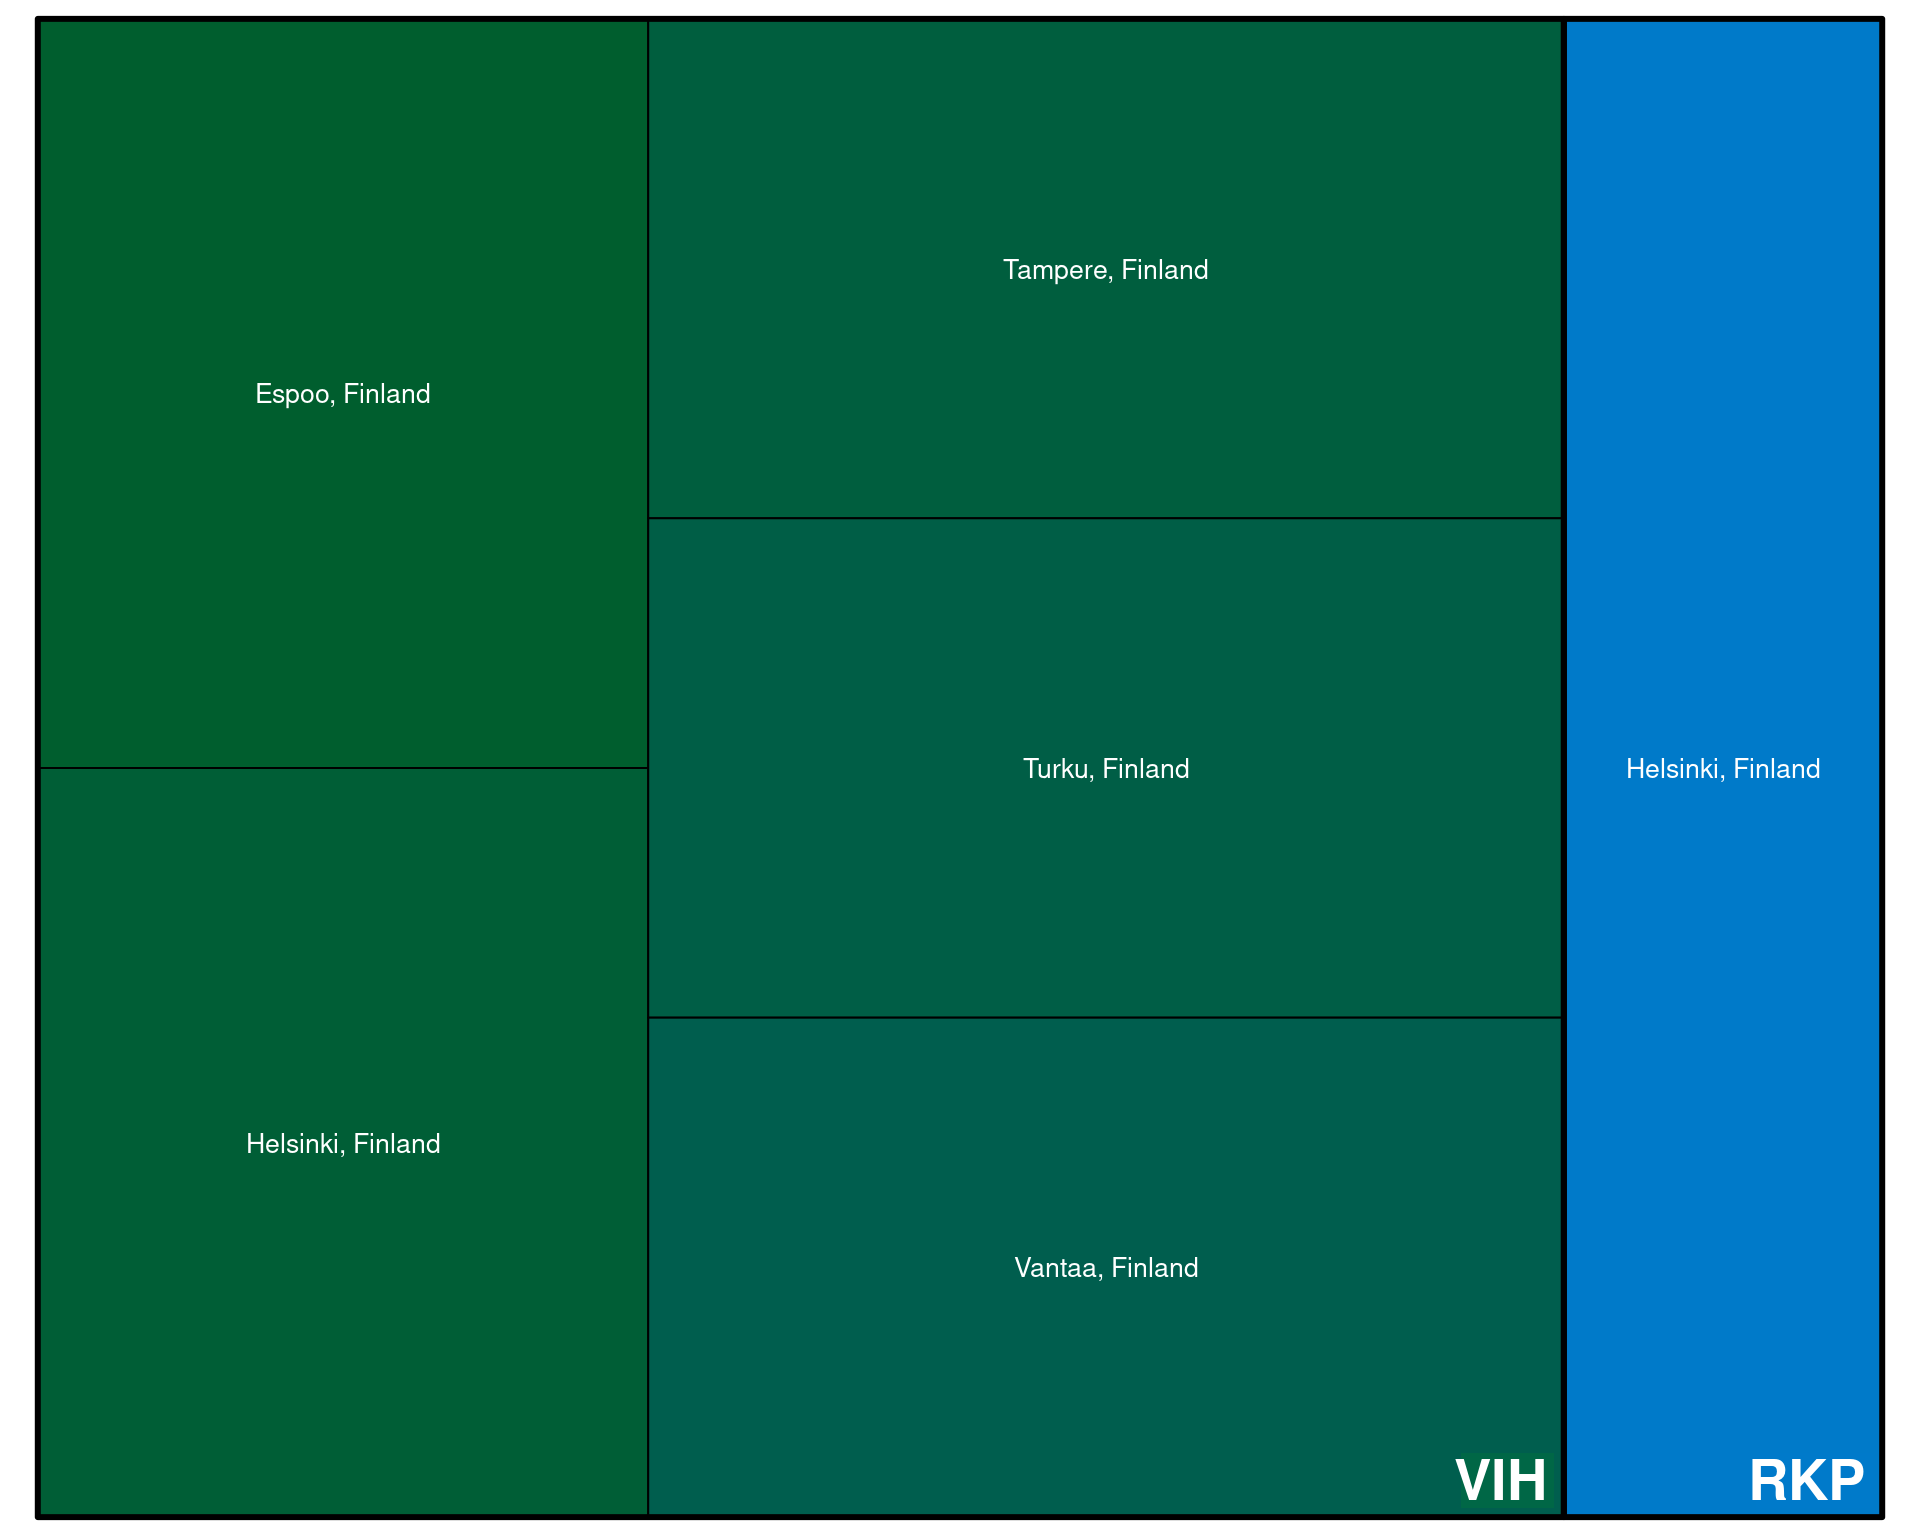 Espoo, Finland
Helsinki, Finland
Tampere, Finland
Turku, Finland
Vantaa, Finland
VIH
Helsinki, Finland
RKP